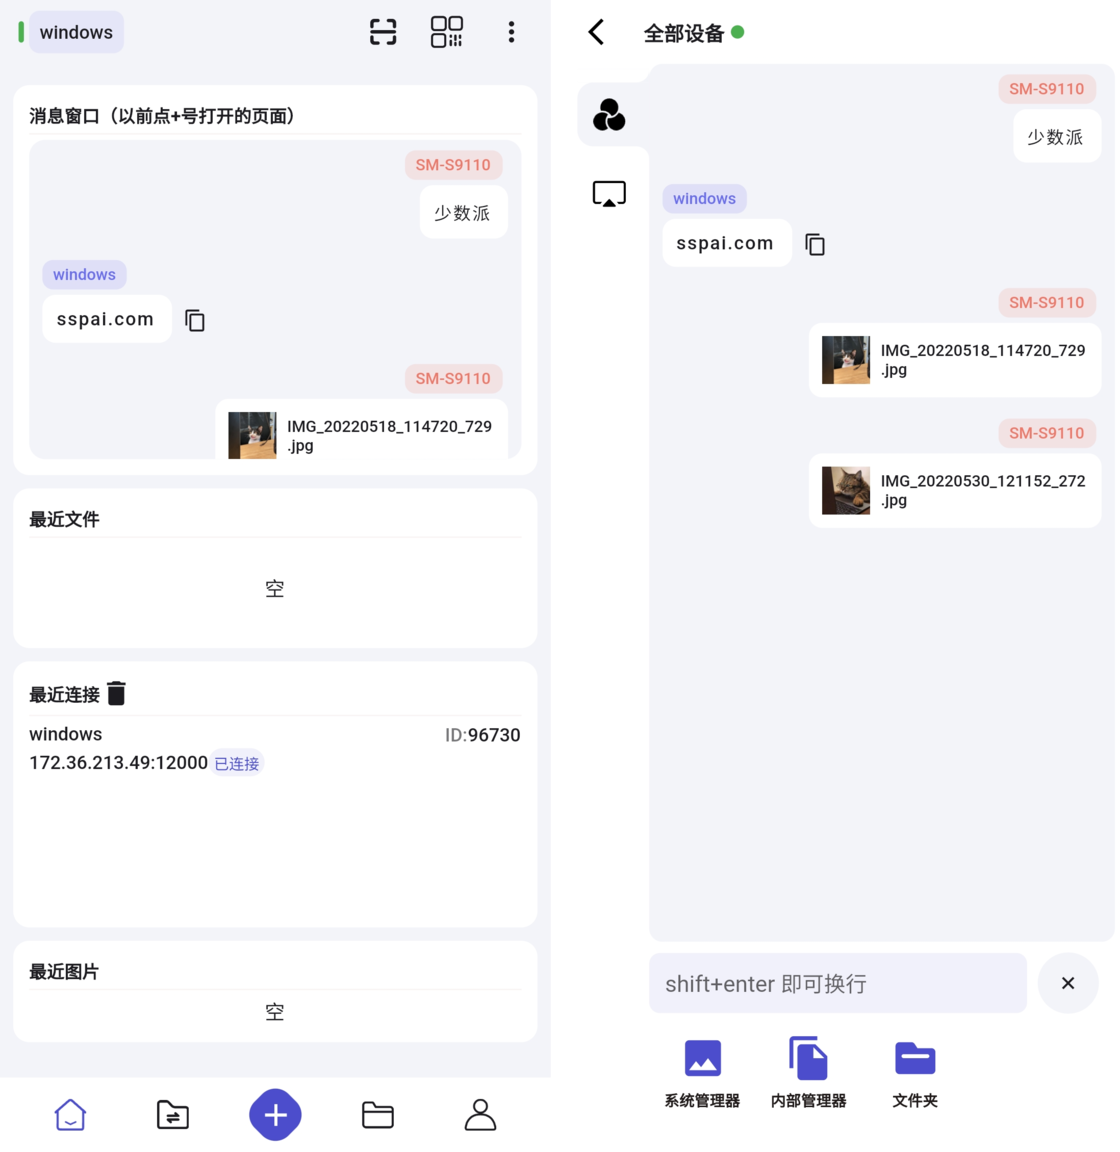 windows
消息窗口（以前点+号打开的页面）
SM-S9110
少数派
windows
sspai.com
SM-S9110
IMG_20220518_114720_729
.jpg
最近文件
空
最近连接
windows
ID:96730
172.36.213.49:12000 已连接
最近图片
空
全部设备
SM-S9110
少数派
windows
sspai.com
SM-S9110
IMG_20220518_114720_729
.jpg
SM-S9110
IMG_20220530_121152_272
.jpg
shift+enter 即可换行
系统管理器
内部管理器
文件夹